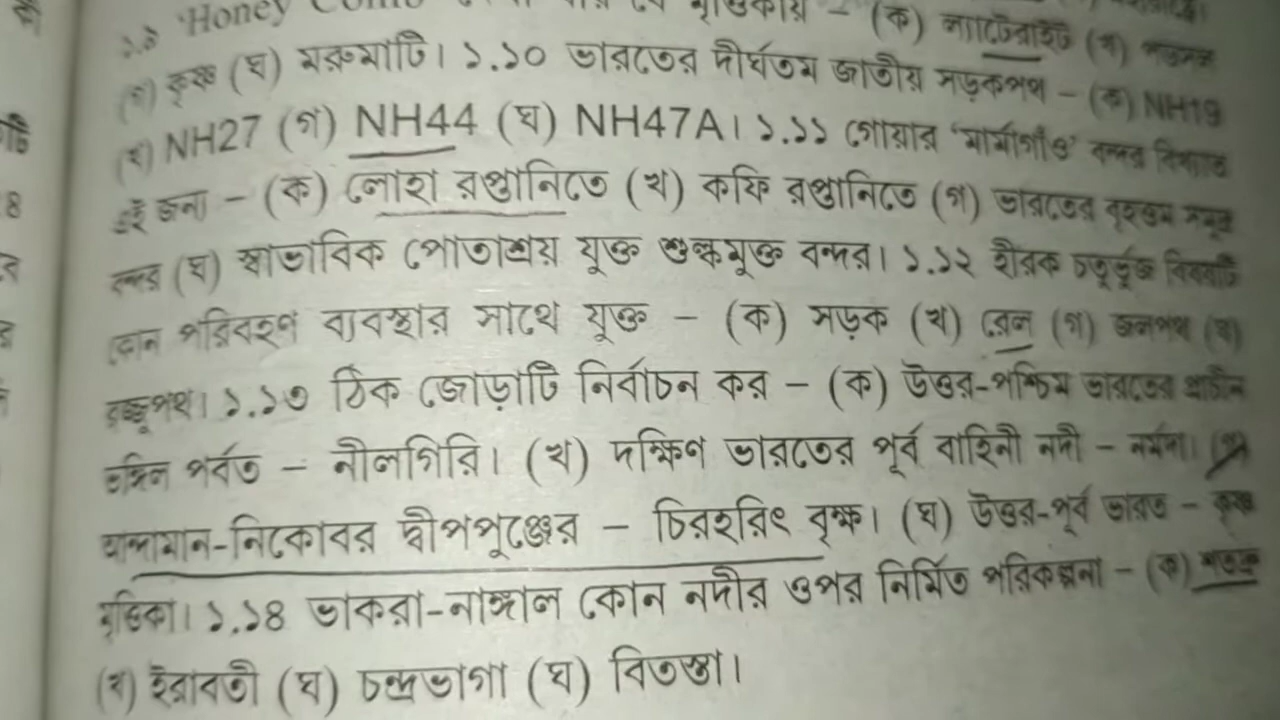 ১.৯ 'Honey Comb মৃত্তিকায় – (ক) ল্যাটেরাইট (খ)
(গ) কৃষ্ণ (ঘ) মরুমাটি। ১.১০ ভারতের দীর্ঘতম জাতীয় সড়কপথ – (ক) NH19
(খ) NH27 (গ) NH44 (ঘ) NH47A। ১.১১ গোয়ার 'মার্মাগাঁও' বন্দর বিখ্যাত
এই জন্য – (ক) লোহা রপ্তানিতে (খ) কফি রপ্তানিতে (গ) ভারতের বৃহত্তম সমুদ্র
বন্দর (ঘ) স্বাভাবিক পোতাশ্রয় যুক্ত শুল্কমুক্ত বন্দর। ১.১২ হীরক চতুর্ভুজ বিষয়টি
কোন পরিবহণ ব্যবস্থার সাথে যুক্ত – (ক) সড়ক (খ) রেল (গ) জলপথ (ঘ)
রজ্জুপথ। ১.১৩ ঠিক জোড়াটি নির্বাচন কর – (ক) উত্তর-পশ্চিম ভারতের প্রাচীন
ভঙ্গিল পর্বত – নীলগিরি। (খ) দক্ষিণ ভারতের পূর্ব বাহিনী নদী – নর্মদা। (গ)
আন্দামান-নিকোবর দ্বীপপুঞ্জের – চিরহরিৎ বৃক্ষ। (ঘ) উত্তর-পূর্ব ভারত – কৃষ্ণ
মৃত্তিকা। ১.১৪ ভাকরা-নাঙ্গাল কোন নদীর ওপর নির্মিত পরিকল্পনা – (ক) শতদ্রু
(খ) ইরাবতী (ঘ) চন্দ্রভাগা (ঘ) বিতস্তা।